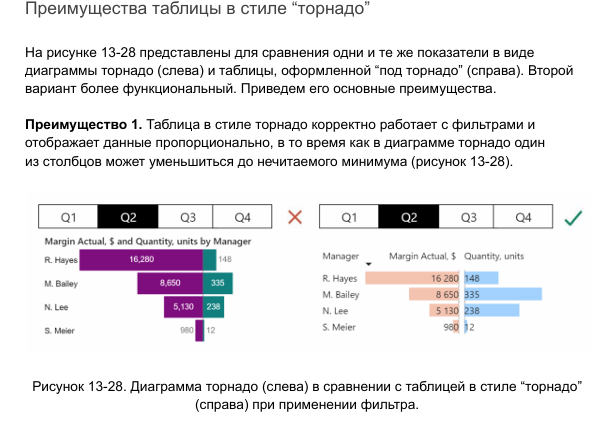 Преимущества таблицы в стиле “торнадо”
На рисунке 13-28 представлены для сравнения одни и те же показатели в виде
диаграммы торнадо (слева) и таблицы, оформленной “под торнадо” (справа). Второй
вариант более функциональный. Приведем его основные преимущества.
Преимущество 1. Таблица в стиле торнадо корректно работает с фильтрами и
отображает данные пропорционально, в то время как в диаграмме торнадо один
из столбцов может уменьшиться до нечитаемого минимума (рисунок 13-28).
Q1 Q2 Q3 Q4
Margin Actual, $ and Quantity, units by Manager
R. Hayes 16,280 148
M. Bailey 8,650 335
N. Lee 5,130 238
S. Meier 980 12
Q1 Q2 Q3 Q4
Manager Margin Actual, $ Quantity, units
R. Hayes 16 280 148
M. Bailey 8 650 335
N. Lee 5 130 238
S. Meier 980 12
Рисунок 13-28. Диаграмма торнадо (слева) в сравнении с таблицей в стиле “торнадо”
(справа) при применении фильтра.